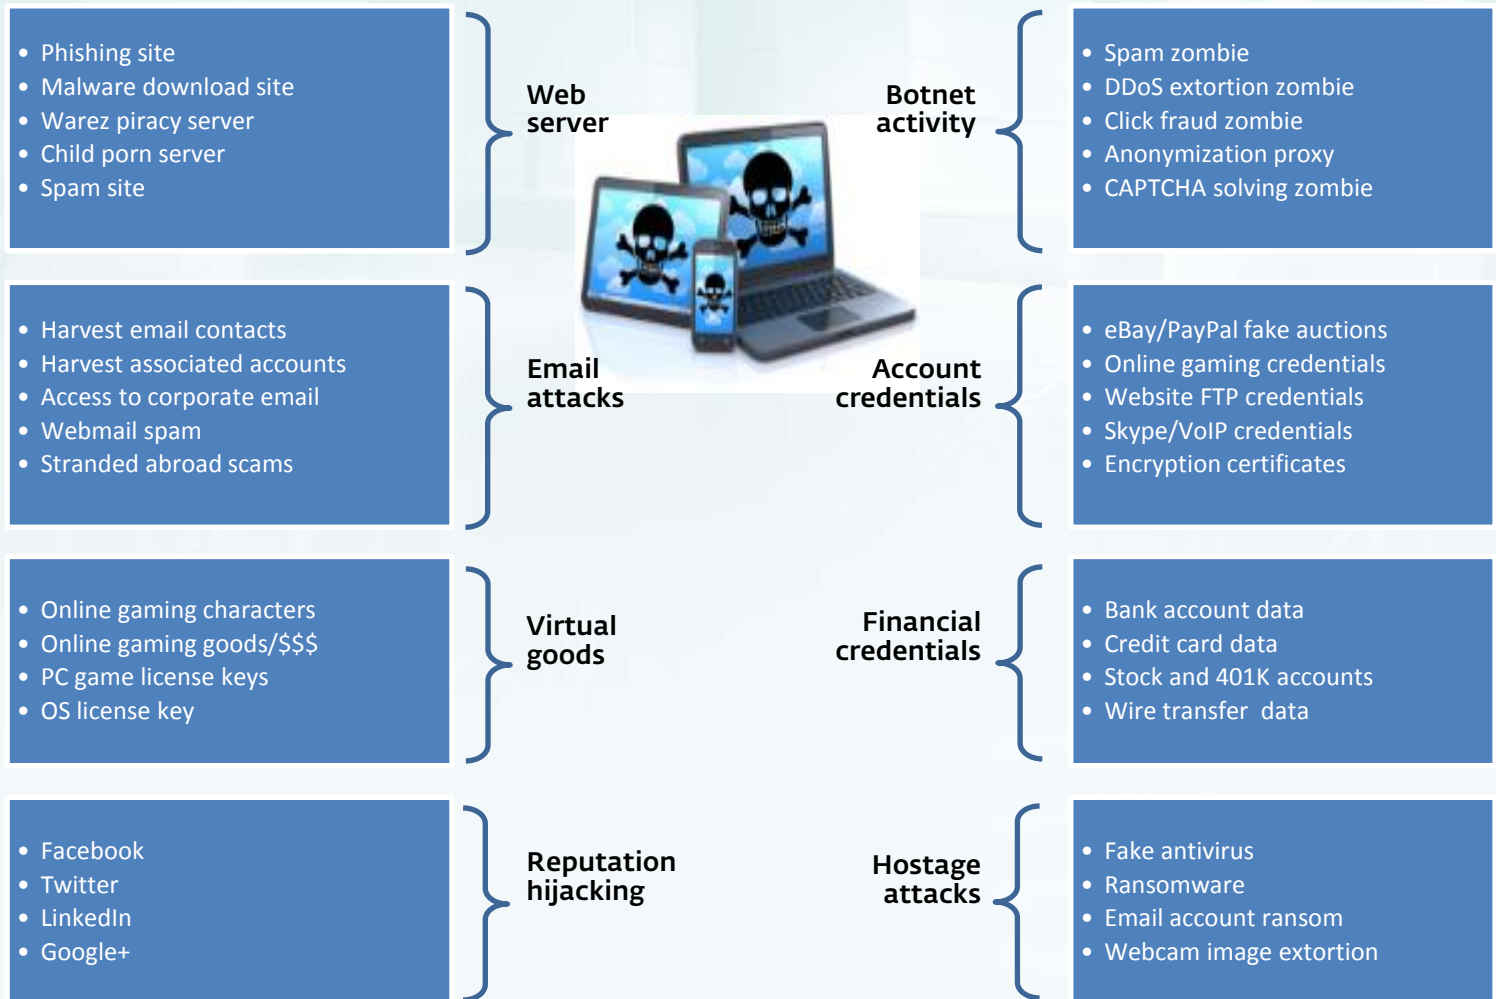 • Phishing site
• Malware download site
• Warez piracy server
• Child porn server
• Spam site
Web
server
Botnet
activity
• Spam zombie
• DDoS extortion zombie
• Click fraud zombie
• Anonymization proxy
• CAPTCHA solving zombie
• Harvest email contacts
• Harvest associated accounts
• Access to corporate email
• Webmail spam
• Stranded abroad scams
Email
attacks
Account
credentials
• eBay/PayPal fake auctions
• Online gaming credentials
• Website FTP credentials
• Skype/VoIP credentials
• Encryption certificates
• Online gaming characters
• Online gaming goods/$$$
• PC game license keys
• OS license key
Virtual
goods
Financial
credentials
• Bank account data
• Credit card data
• Stock and 401K accounts
• Wire transfer  data
• Facebook
• Twitter
• LinkedIn
• Google+
Reputation
hijacking
Hostage
attacks
• Fake antivirus
• Ransomware
• Email account ransom
• Webcam image extortion